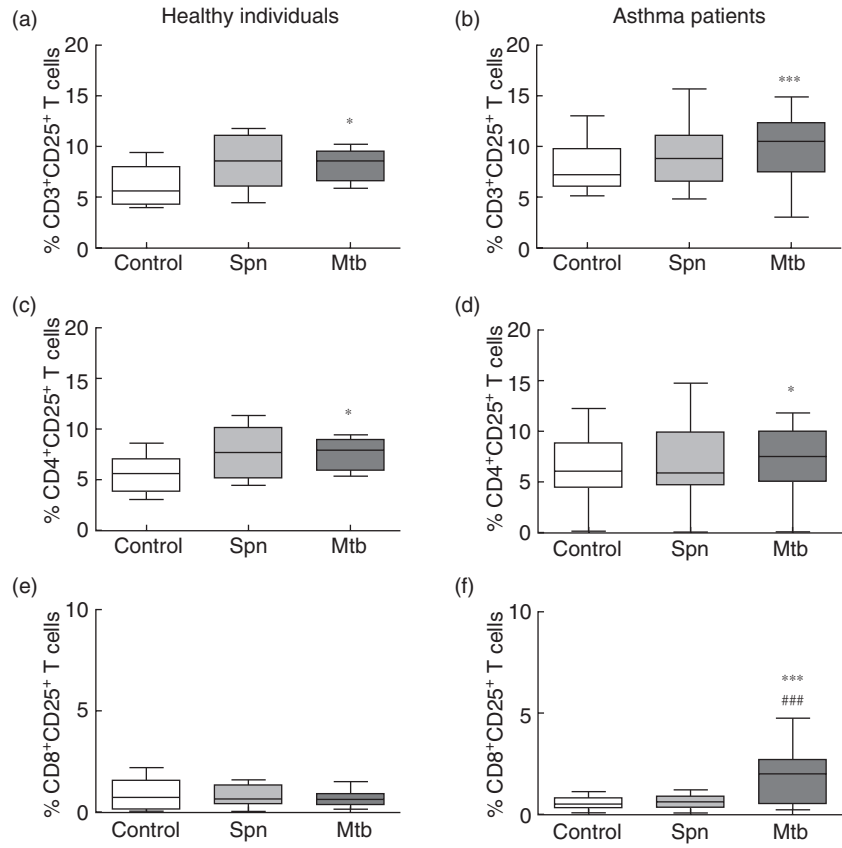 Healthy individuals
Asthma patients
(a)
% CD3⁺CD25⁺ T cells
20
15
10
5
0
*
Control Spn Mtb
(b)
% CD3⁺CD25⁺ T cells
20
15
10
5
0
***
Control Spn Mtb
(c)
% CD4⁺CD25⁺ T cells
20
15
10
5
0
*
Control Spn Mtb
(d)
% CD4⁺CD25⁺ T cells
20
15
10
5
0
*
Control Spn Mtb
(e)
% CD8⁺CD25⁺ T cells
10
5
0
Control Spn Mtb
(f)
% CD8⁺CD25⁺ T cells
10
5
0
***
###
Control Spn Mtb